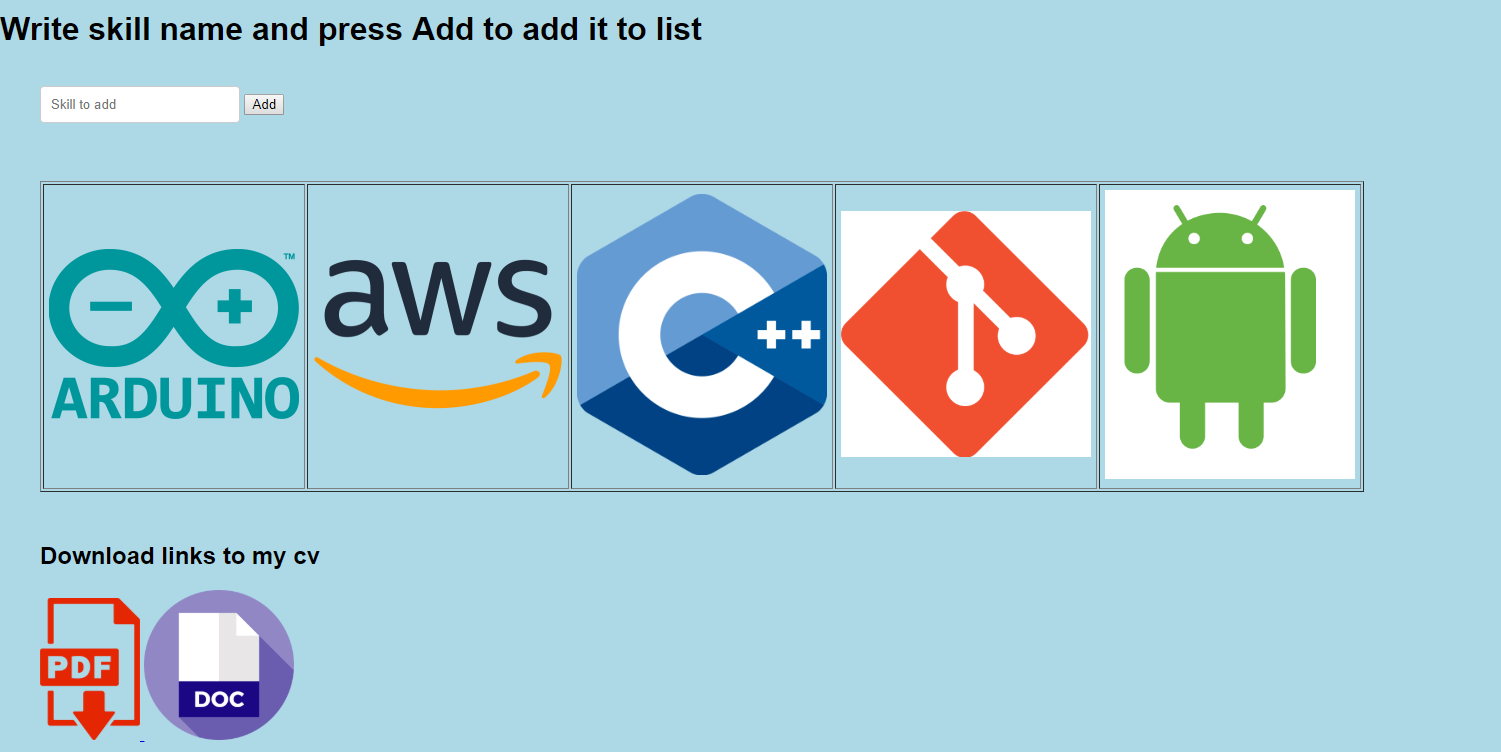 Write skill name and press Add to add it to list
Skill to add
Add
ARDUINO
TM
aws
C++
Download links to my cv
PDF
DOC